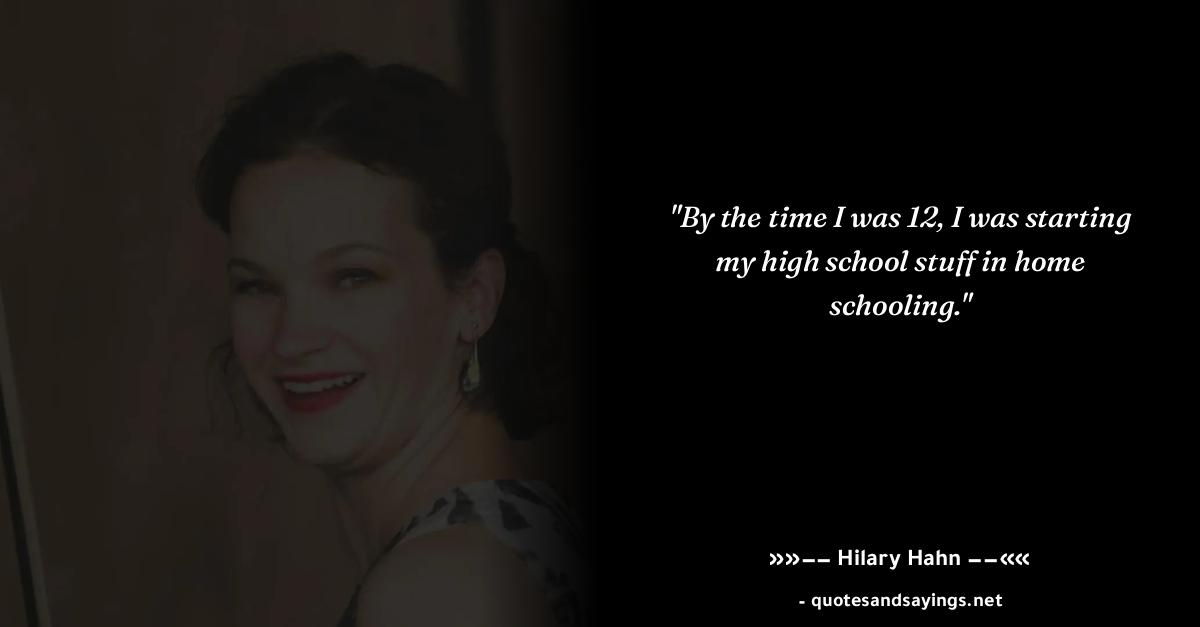 "By the time I was 12, I was starting
my high school stuff in home
schooling."
»»−− Hilary Hahn −−««
- quotesandsayings.net